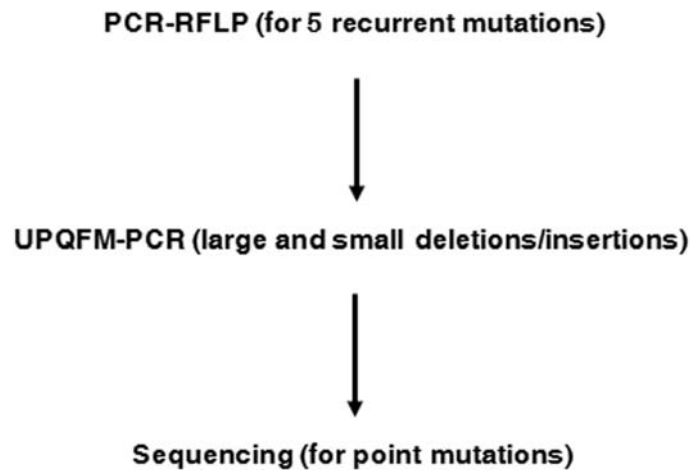 PCR-RFLP (for 5 recurrent mutations)
UPQFM-PCR (large and small deletions/insertions)
Sequencing (for point mutations)